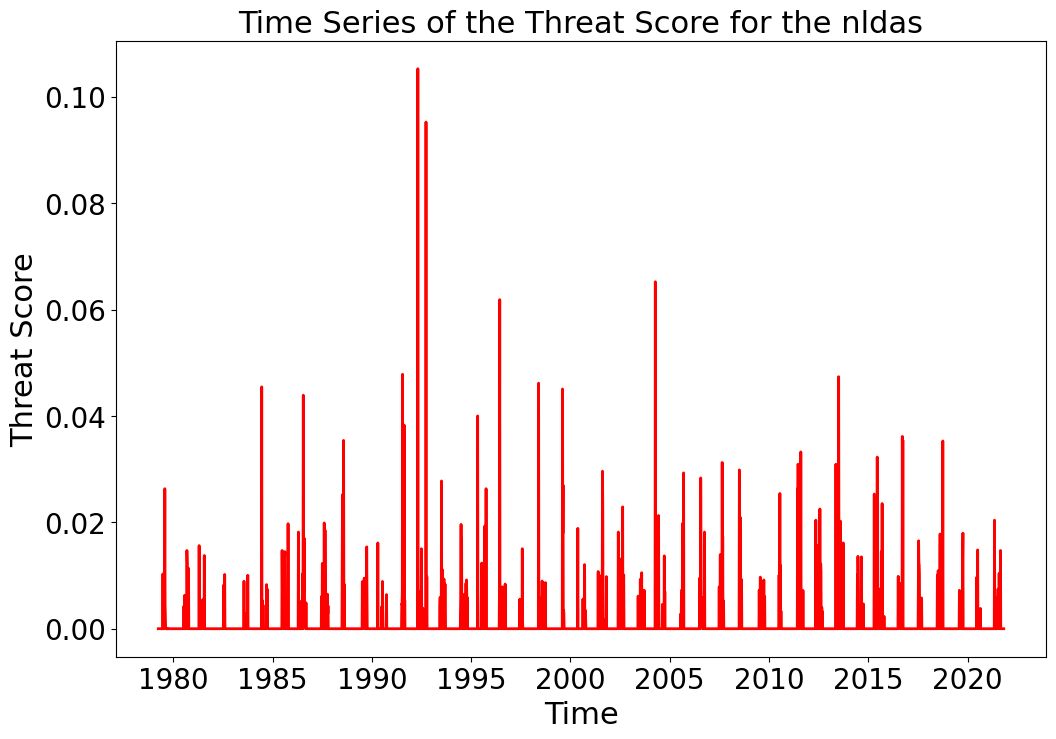 Time Series of the Threat Score for the nldas
0.10
0.08
0.06
0.04
0.02
0.00
Threat Score
1980 1985 1990 1995 2000 2005 2010 2015 2020
Time